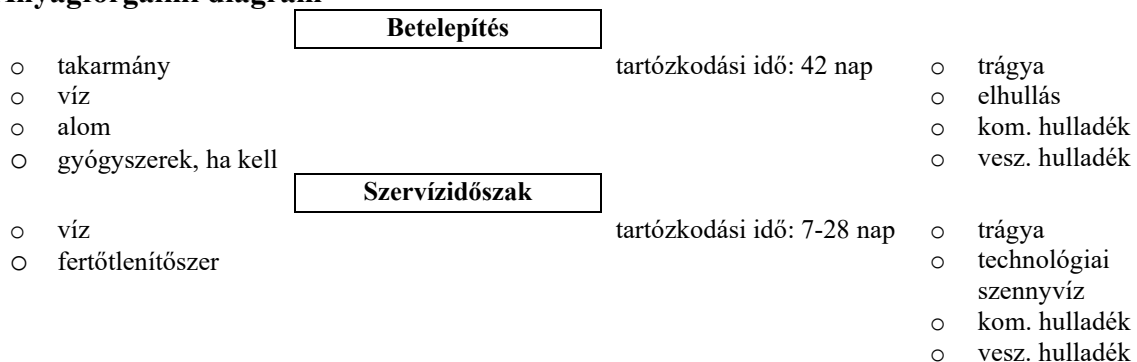 Anyagforgalmi diagram
Betelepítés
o takarmány
o víz
o alom
o gyógyszerek, ha kell
tartózkodási idő: 42 nap
o trágya
o elhullás
o kom. hulladék
o vesz. hulladék
Szervízidőszak
o víz
o fertőtlenítőszer
tartózkodási idő: 7-28 nap
o trágya
o technológiai
szennyvíz
o kom. hulladék
o vesz. hulladék